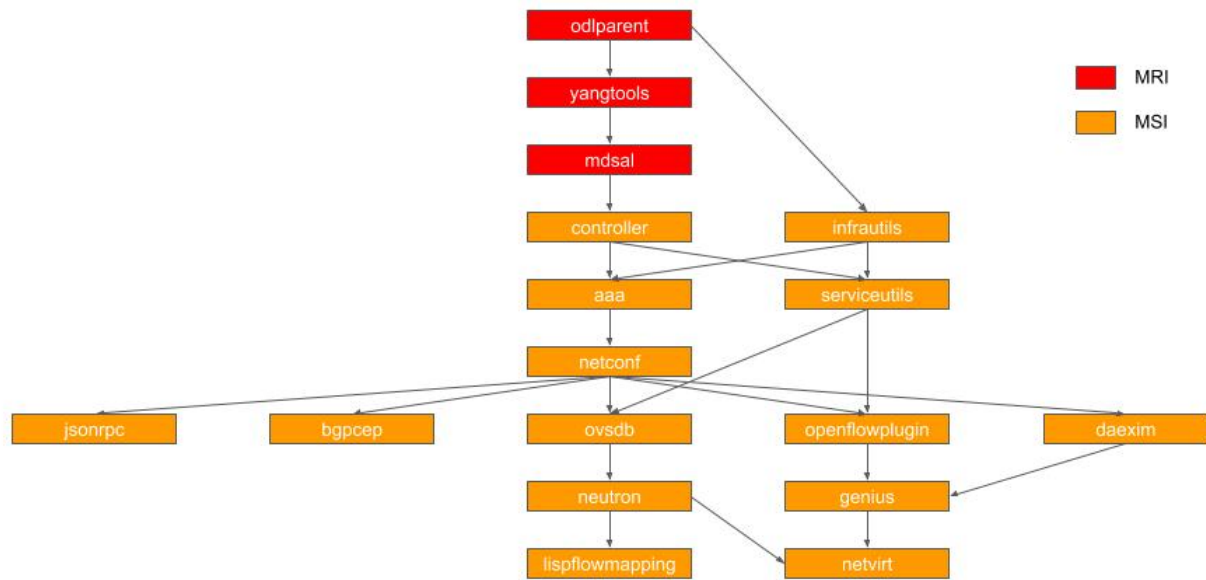 odlparent
MRI
yangtools
MSI
mdsal
controller
infrautils
aaa
serviceutils
netconf
jsonrpc
bgpcep
ovsdb
openflowplugin
daexim
neutron
genius
lispflowmapping
netvirt